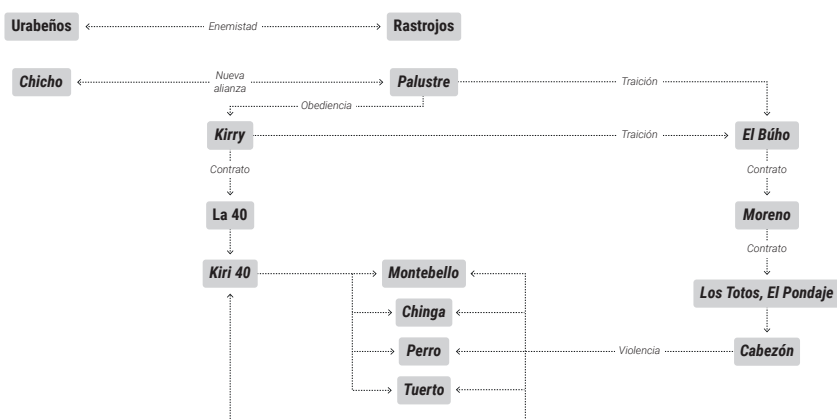 Urabeños
Enemistad
Rastrojos
Chicho
Nueva
alianza
Palustre
Traición
Obediencia
Kirry
Traición
El Búho
Contrato
Contrato
La 40
Moreno
Contrato
Kiri 40
Montebello
Los Totos, El Pondaje
Chinga
Perro
Violencia
Cabezón
Tuerto